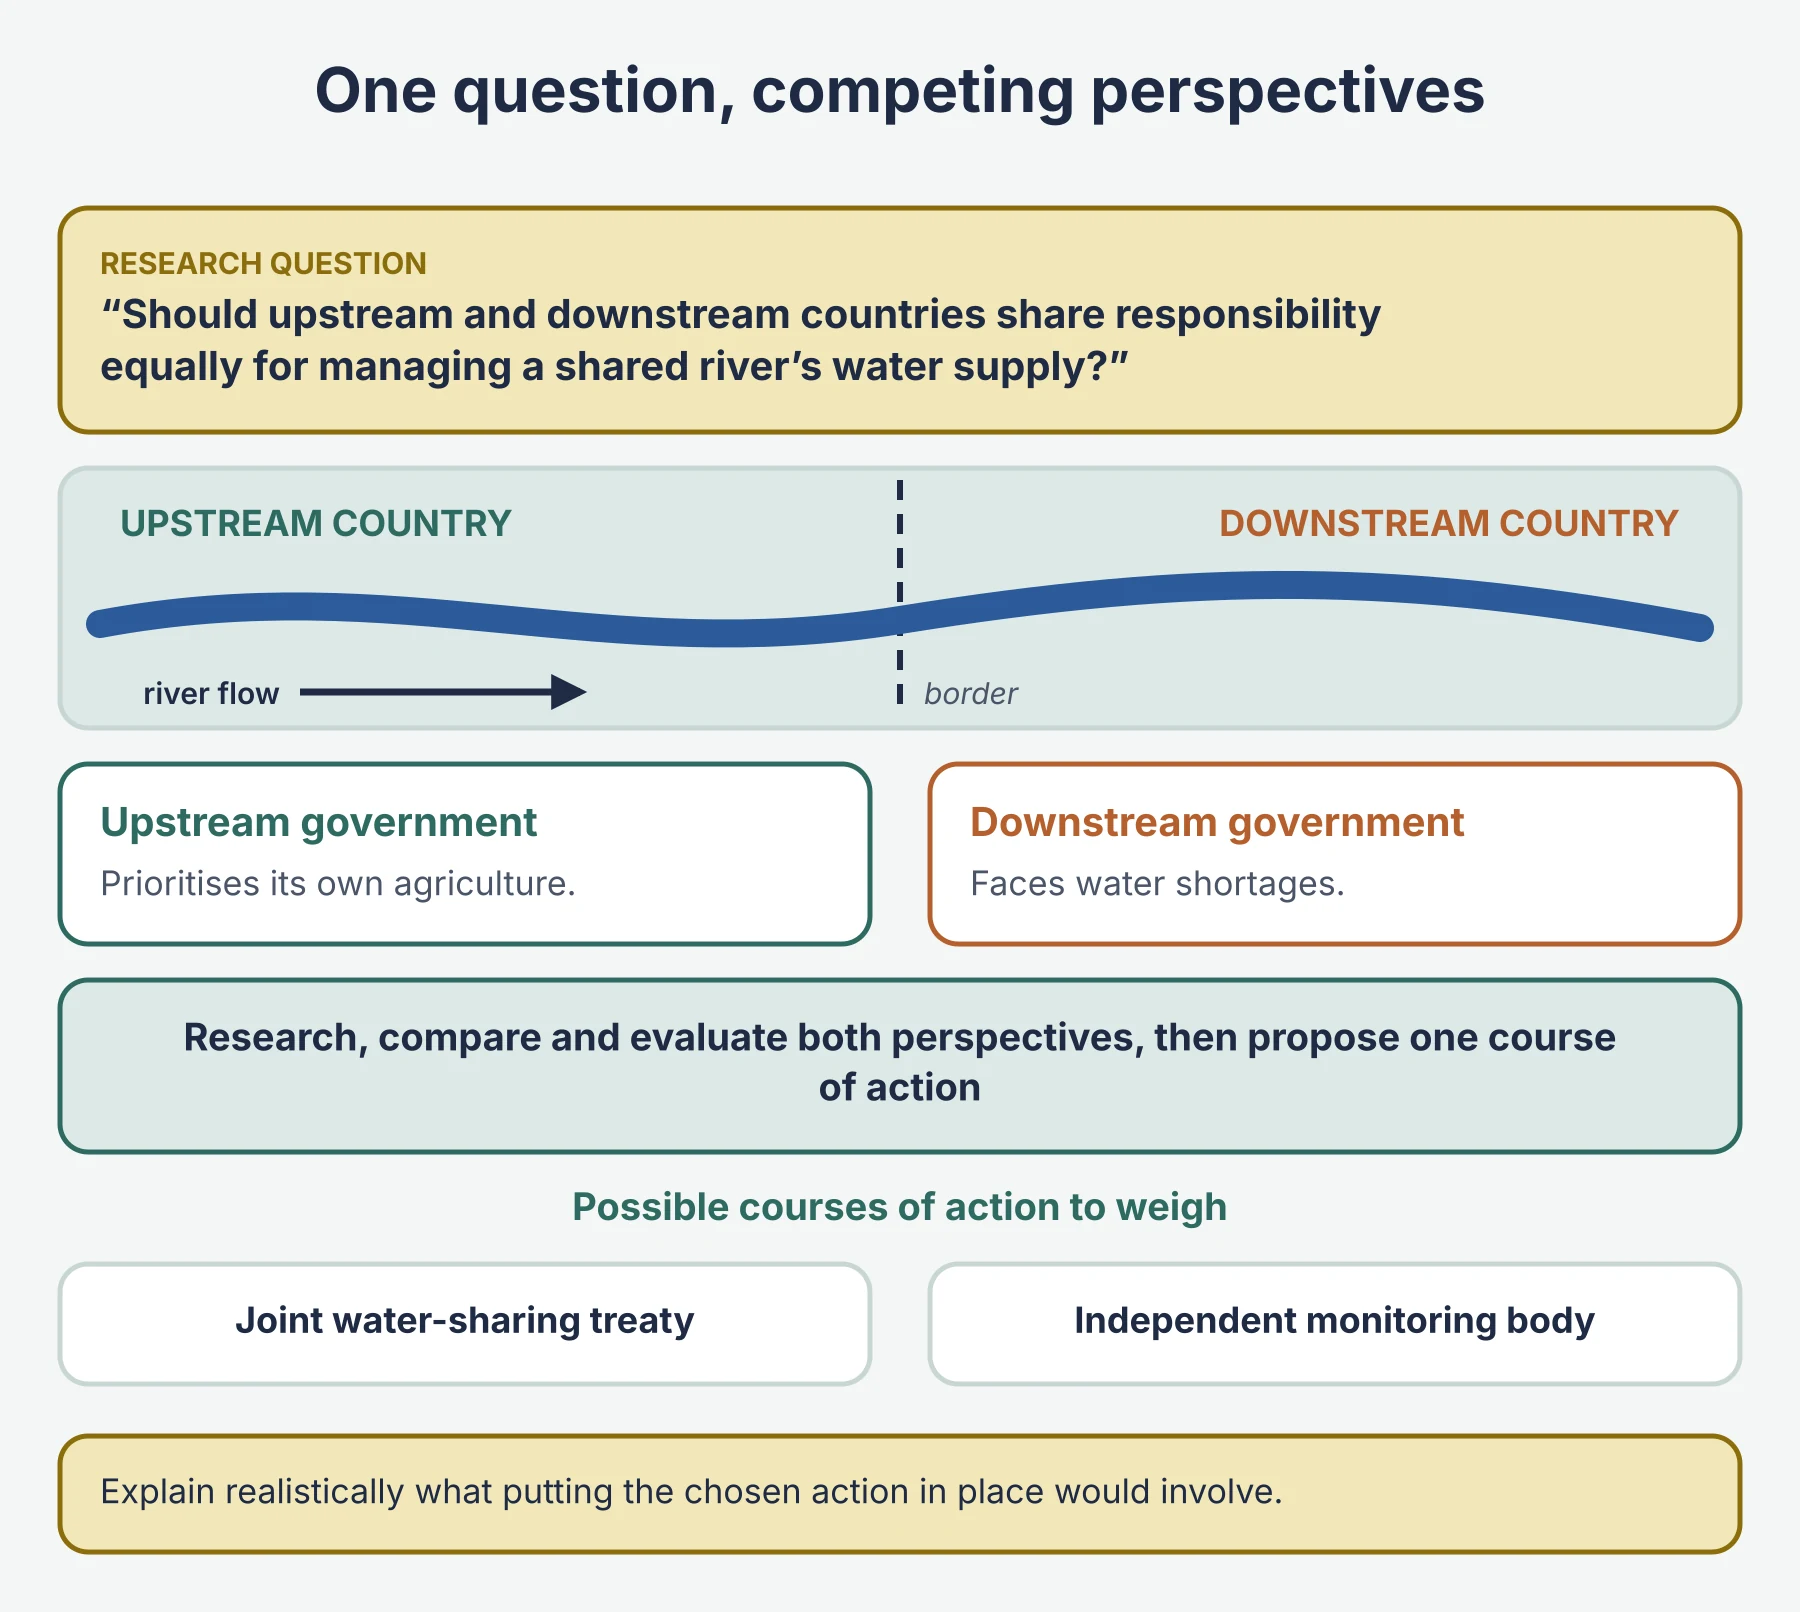 One question, competing perspectives
RESEARCH QUESTION
“Should upstream and downstream countries share responsibility
equally for managing a shared river’s water supply?”
UPSTREAM COUNTRY
DOWNSTREAM COUNTRY
river flow
border
Upstream government
Prioritises its own agriculture.
Downstream government
Faces water shortages.
Research, compare and evaluate both perspectives, then propose one course
of action
Possible courses of action to weigh
Joint water-sharing treaty
Independent monitoring body
Explain realistically what putting the chosen action in place would involve.